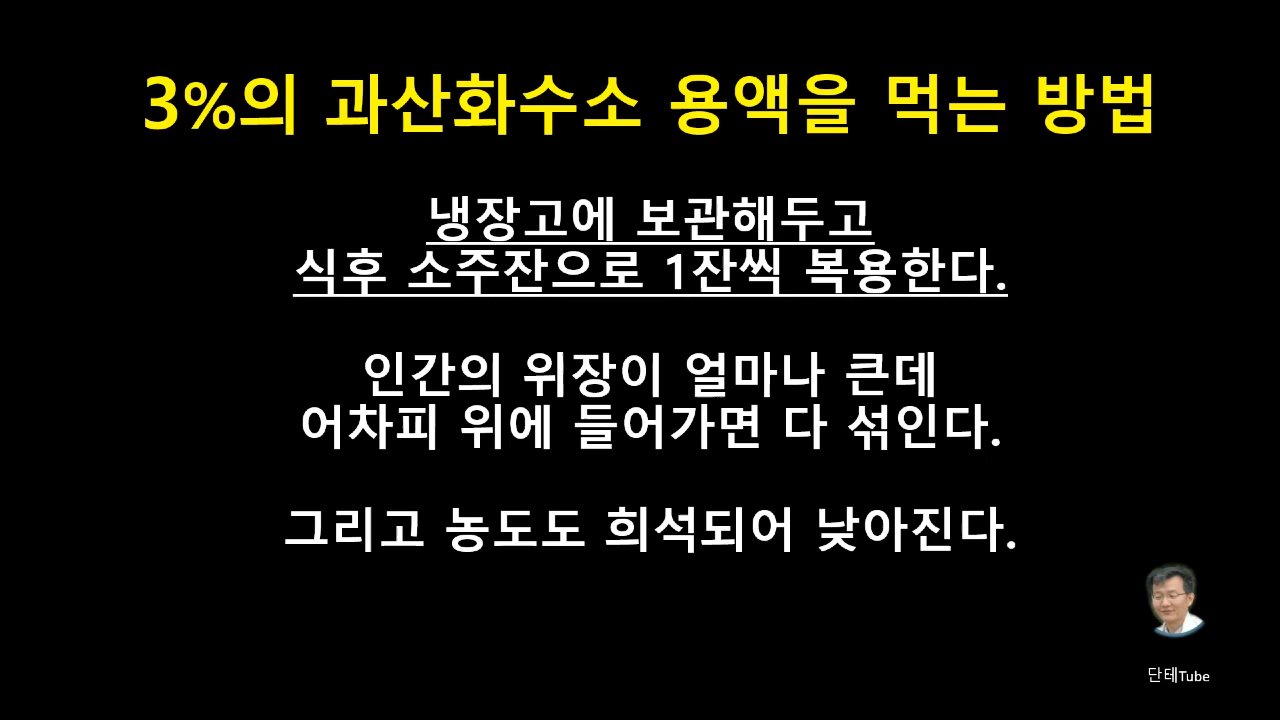 3%의 과산화수소 용액을 먹는 방법
냉장고에 보관해두고
식후 소주잔으로 1잔씩 복용한다.
인간의 위장이 얼마나 큰데
어차피 위에 들어가면 다 섞인다.
그리고 농도도 희석되어 낮아진다.
단테Tube